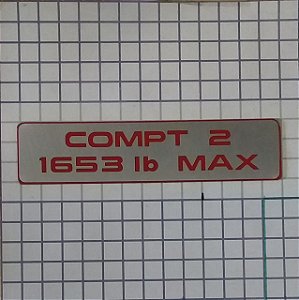 COMPT 2
1653 lb MAX